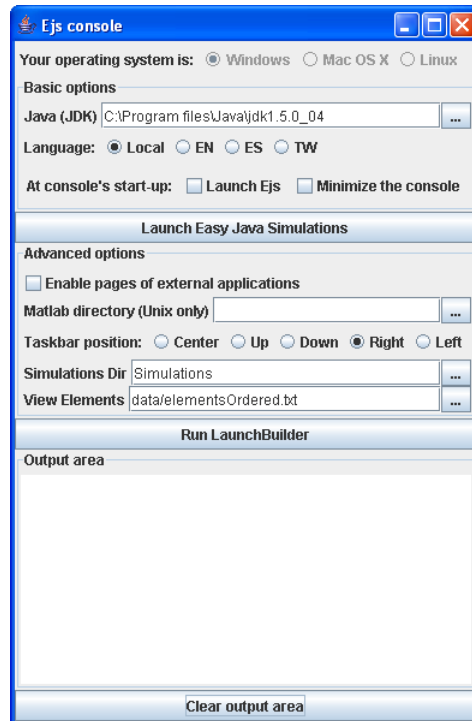 Ejs console
Your operating system is: Windows Mac OS X Linux
Basic options
Java (JDK) C:\Program files\Java\jdk1.5.0_04 ...
Language: Local EN ES TW
At console's start-up: Launch Ejs Minimize the console
Launch Easy Java Simulations
Advanced options
Enable pages of external applications
Matlab directory (Unix only) ...
Taskbar position: Center Up Down Right Left
Simulations Dir Simulations ...
View Elements data/elementsOrdered.txt ...
Run LaunchBuilder
Output area
Clear output area